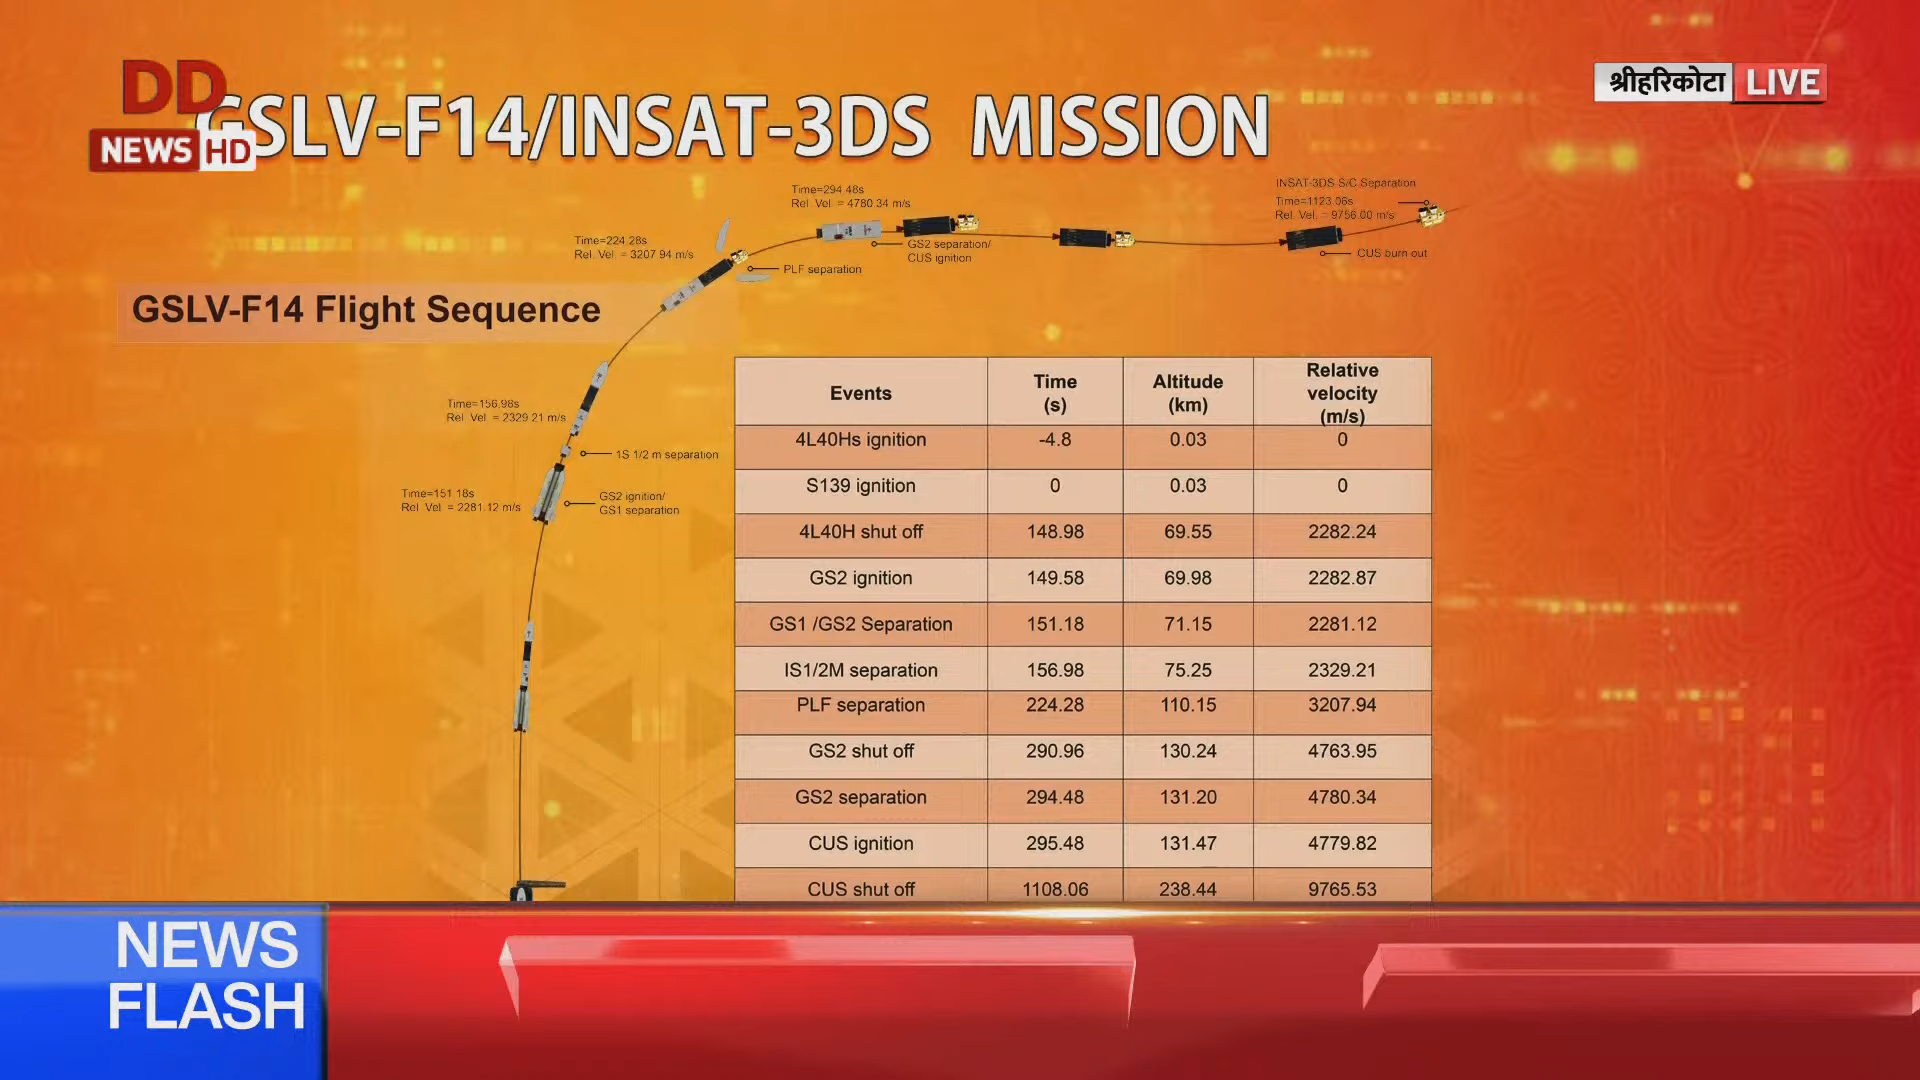 DD
NEWS HD
GSLV-F14/INSAT-3DS MISSION
श्रीहरिकोटा LIVE
INSAT-3DS S/C Separation
Time=1123.06s
Rel. Vel. = 9756.00 m/s
CUS burn out
Time=294.48s
Rel. Vel. = 4780.34 m/s
GS2 separation/
CUS ignition
Time=224.28s
Rel. Vel. = 3207.94 m/s
PLF separation
GSLV-F14 Flight Sequence
Time=156.98s
Rel. Vel. = 2329.21 m/s
1S 1/2 m separation
Time=151.18s
Rel. Vel. = 2281.12 m/s
GS2 ignition/
GS1 separation
Events Time (s) Altitude (km) Relative velocity (m/s)
4L40Hs ignition -4.8 0.03 0
S139 ignition 0 0.03 0
4L40H shut off 148.98 69.55 2282.24
GS2 ignition 149.58 69.98 2282.87
GS1 /GS2 Separation 151.18 71.15 2281.12
IS1/2M separation 156.98 75.25 2329.21
PLF separation 224.28 110.15 3207.94
GS2 shut off 290.96 130.24 4763.95
GS2 separation 294.48 131.20 4780.34
CUS ignition 295.48 131.47 4779.82
CUS shut off 1108.06 238.44 9765.53
NEWS
FLASH